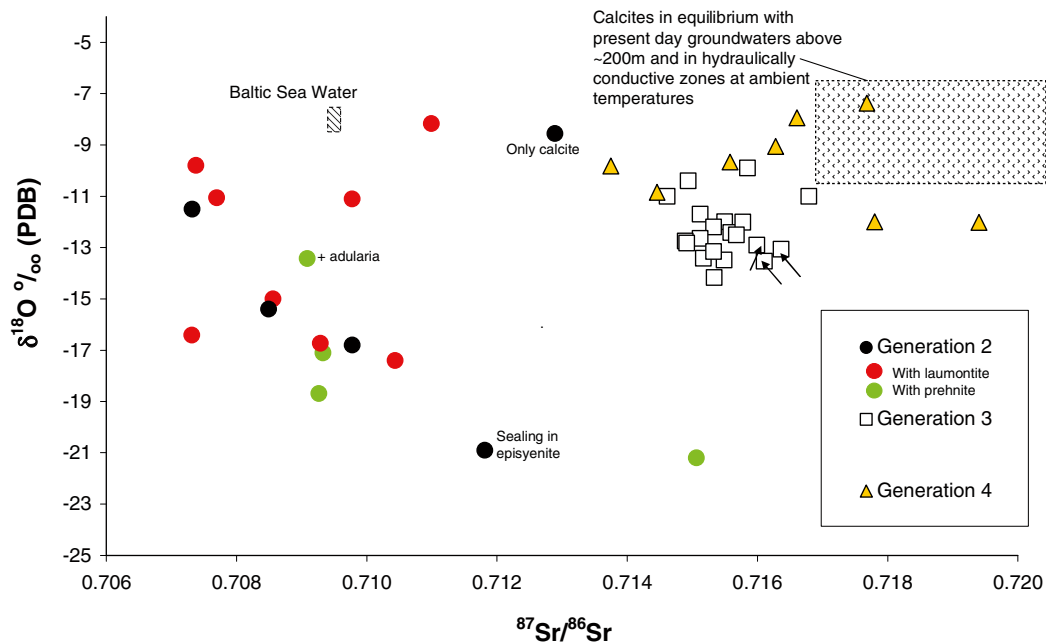 Calcites in equilibrium with
present day groundwaters above
~200m and in hydraulically
conductive zones at ambient
temperatures
Baltic Sea Water
Only calcite
+ adularia
Sealing in
episyenite
Generation 2
With laumontite
With prehnite
Generation 3
Generation 4
δ18O o/oo (PDB)
-5
-7
-9
-11
-13
-15
-17
-19
-21
-23
-25
0.706
0.708
0.710
0.712
0.714
0.716
0.718
0.720
87Sr/86Sr